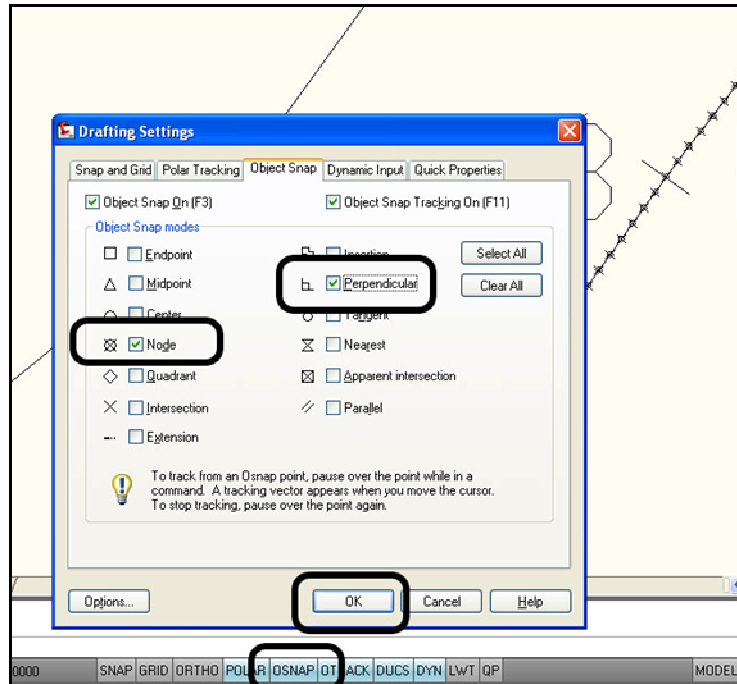 Drafting Settings
Snap and Grid Polar Tracking Object Snap Dynamic Input Quick Properties
Object Snap On (F3) Object Snap Tracking On (F11)
Object Snap modes
Endpoint Insertion Select All
Midpoint Perpendicular Clear All
Center Tangent
Node Nearest
Quadrant Apparent intersection
Intersection Parallel
Extension
To track from an Osnap point, pause over the point while in a
command. A tracking vector appears when you move the cursor.
To stop tracking, pause over the point again.
Options... OK Cancel Help
0000 SNAP GRID ORTHO POLAR OSNAP OT ACK DUCS DYN LWT QP MODEL